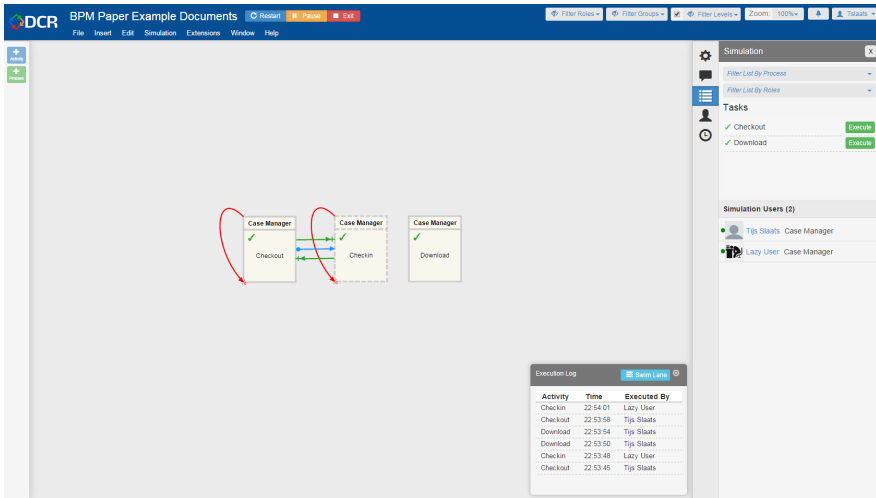 DCR
BPM Paper Example Documents
Restart
Pause
Exit
Filter Roles
Filter Groups
Filter Levels
Zoom: 100%
Tslaats
File Insert Edit Simulation Extensions Window Help
Activity
Process
Simulation
X
Filter List By Process
Filter List By Roles
Tasks
Checkout
Execute
Download
Execute
Case Manager
Checkout
Case Manager
Checkin
Case Manager
Download
Simulation Users (2)
Tijs Slaats Case Manager
Lazy User Case Manager
Execution Log
Swim Lane
Activity Time Executed By
Checkin 22:54:01 Lazy User
Checkout 22:53:58 Tijs Slaats
Download 22:53:54 Tijs Slaats
Download 22:53:50 Tijs Slaats
Checkin 22:53:48 Lazy User
Checkout 22:53:45 Tijs Slaats